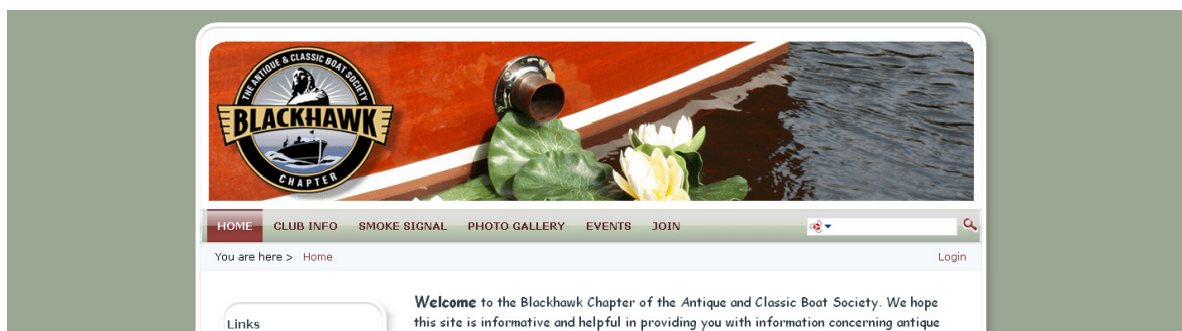 THE ANTIQUE & CLASSIC BOAT SOCIETY
BLACKHAWK
CHAPTER
HOME CLUB INFO SMOKE SIGNAL PHOTO GALLERY EVENTS JOIN
You are here > Home Login
Links
Welcome to the Blackhawk Chapter of the Antique and Classic Boat Society. We hope
this site is informative and helpful in providing you with information concerning antique